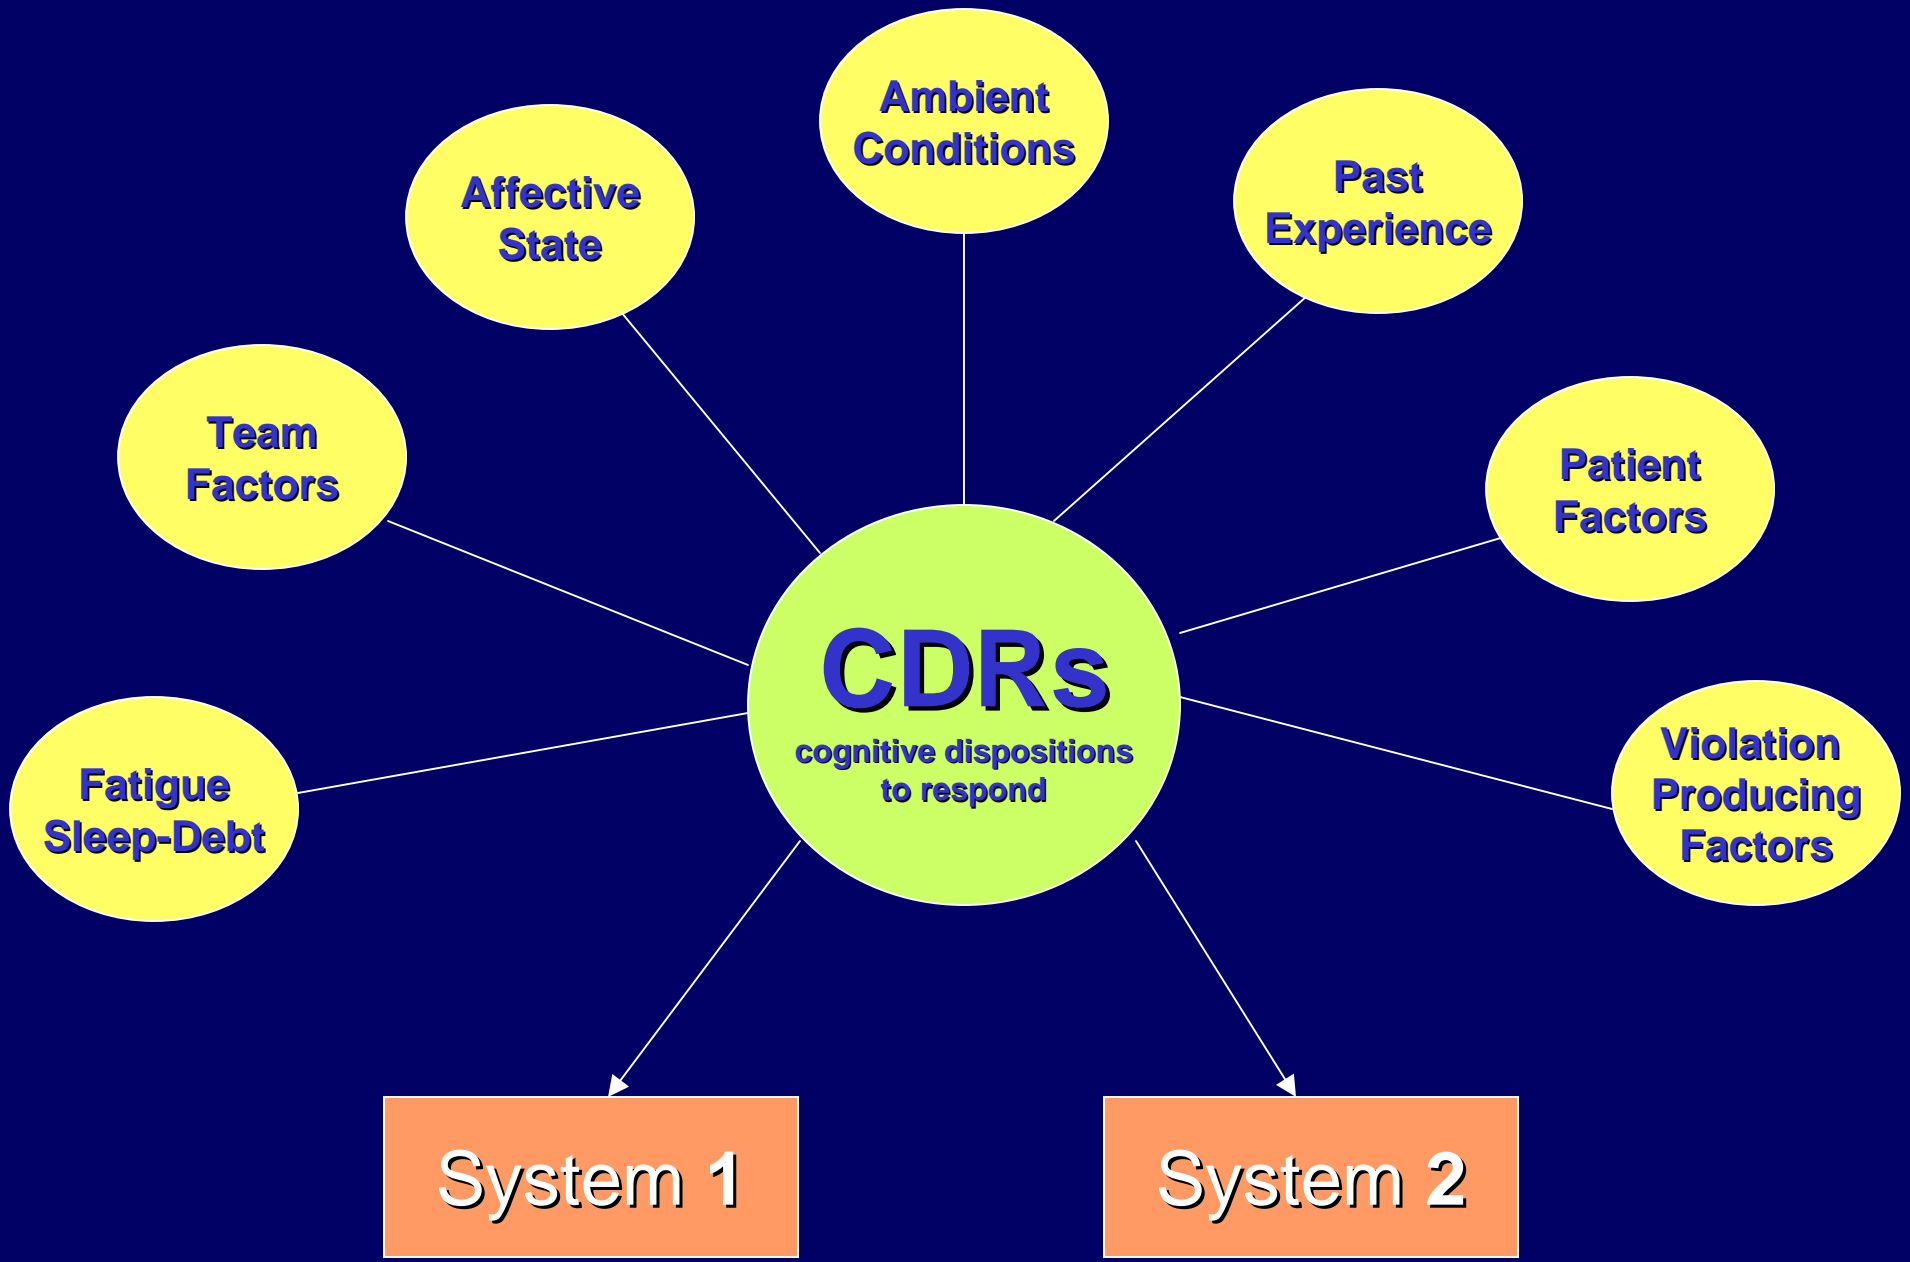 Ambient
Conditions
Affective
State
Past
Experience
Team
Factors
Patient
Factors
CDRs
cognitive dispositions
to respond
Fatigue
Sleep-Debt
Violation
Producing
Factors
System 1
System 2